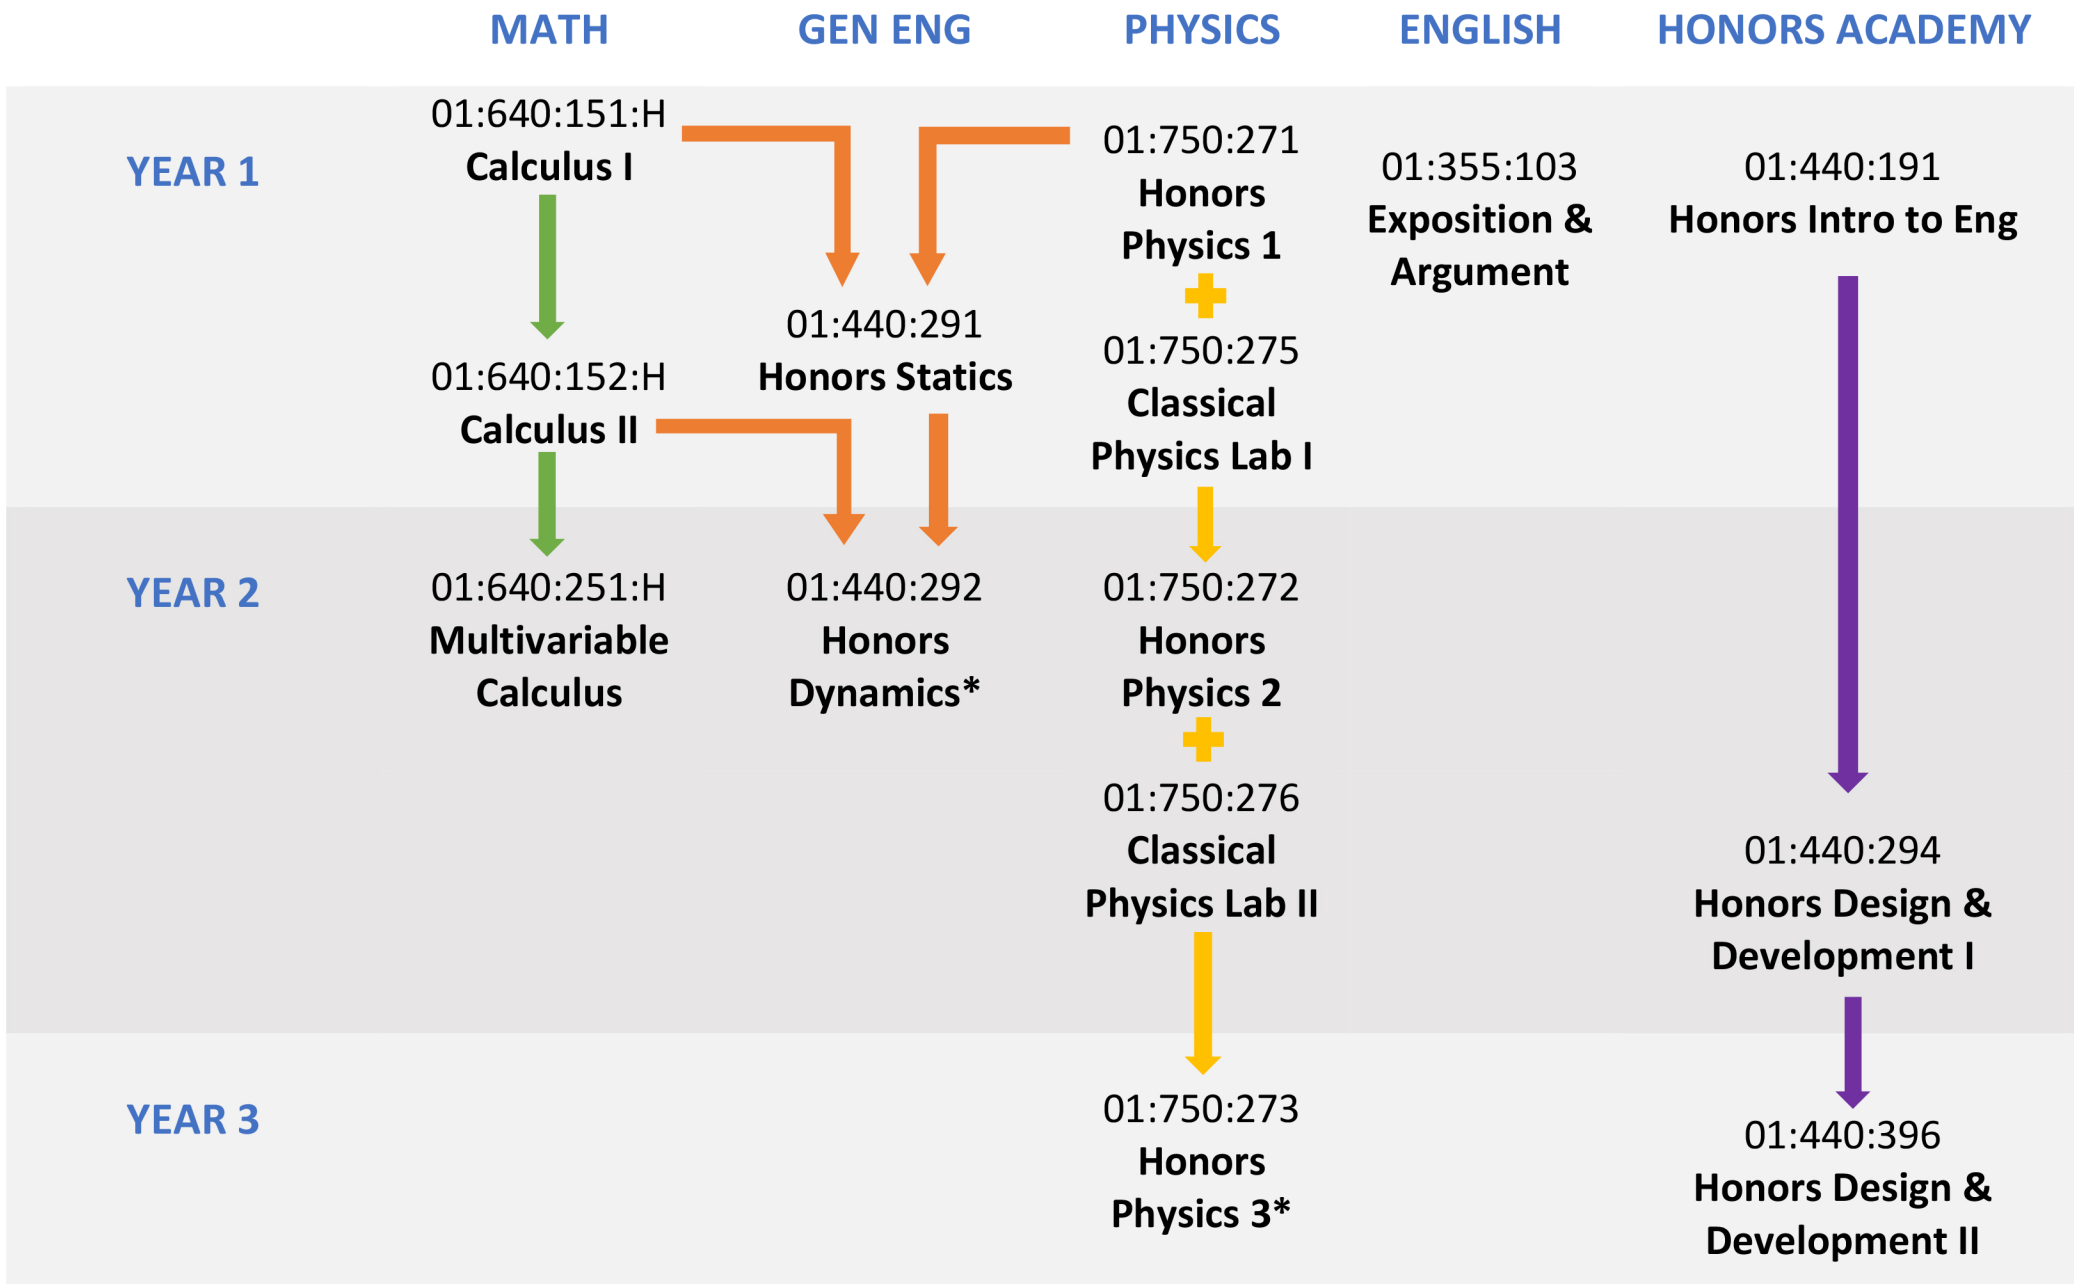 MATH GEN ENG PHYSICS ENGLISH HONORS ACADEMY
YEAR 1
01:640:151:H
Calculus I
01:640:152:H
Calculus II
01:440:291
Honors Statics
01:750:271
Honors
Physics 1
01:750:275
Classical
Physics Lab I
01:355:103
Exposition &
Argument
01:440:191
Honors Intro to Eng
YEAR 2
01:640:251:H
Multivariable
Calculus
01:440:292
Honors
Dynamics*
01:750:272
Honors
Physics 2
01:750:276
Classical
Physics Lab II
01:440:294
Honors Design &
Development I
YEAR 3
01:750:273
Honors
Physics 3*
01:440:396
Honors Design &
Development II